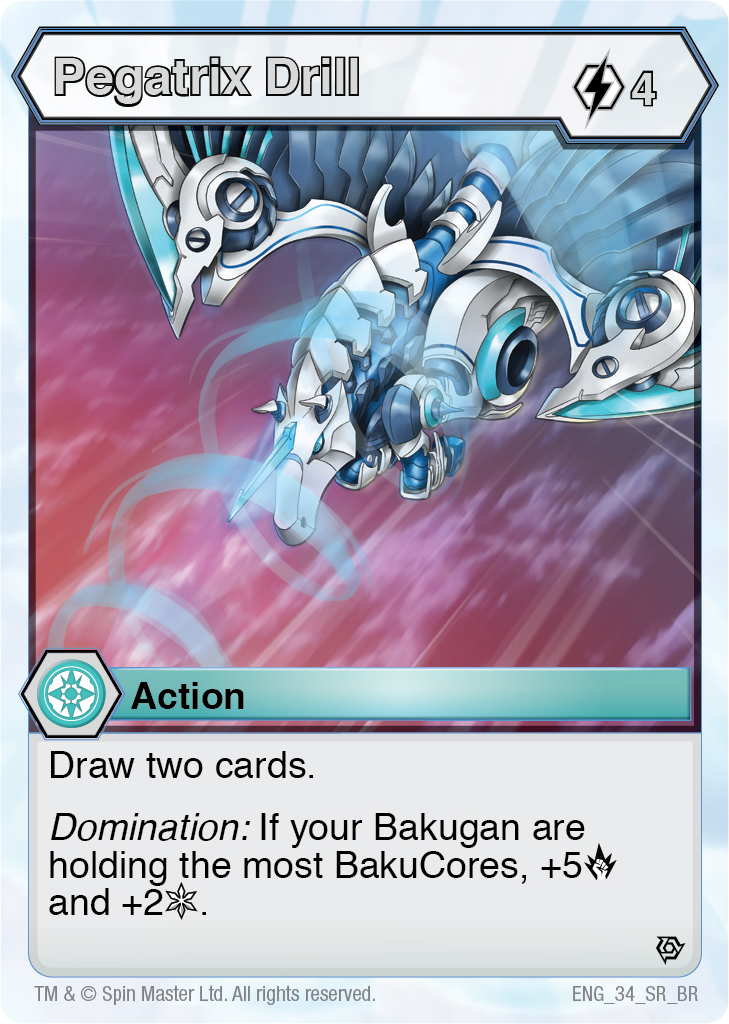 Pegatrix Drill
4
Action
Draw two cards.
Domination: If your Bakugan are
holding the most BakuCores, +5
and +2.
TM & © Spin Master Ltd. All rights reserved.
ENG_34_SR_BR